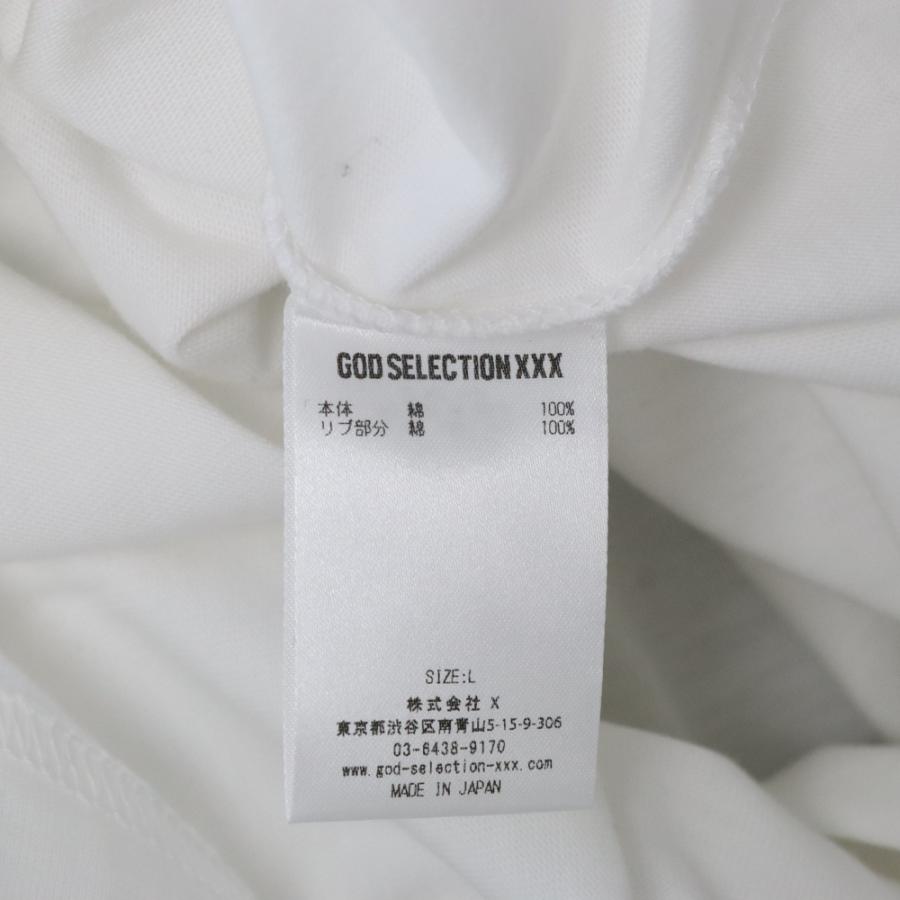 GOD SELECTION XXX
本体 綿 100%
リブ部分 綿 100%
SIZE:L
株式会社 X
東京都渋谷区南青山5-15-9-306
03-6438-9170
www.god-selection-xxx.com
MADE IN JAPAN